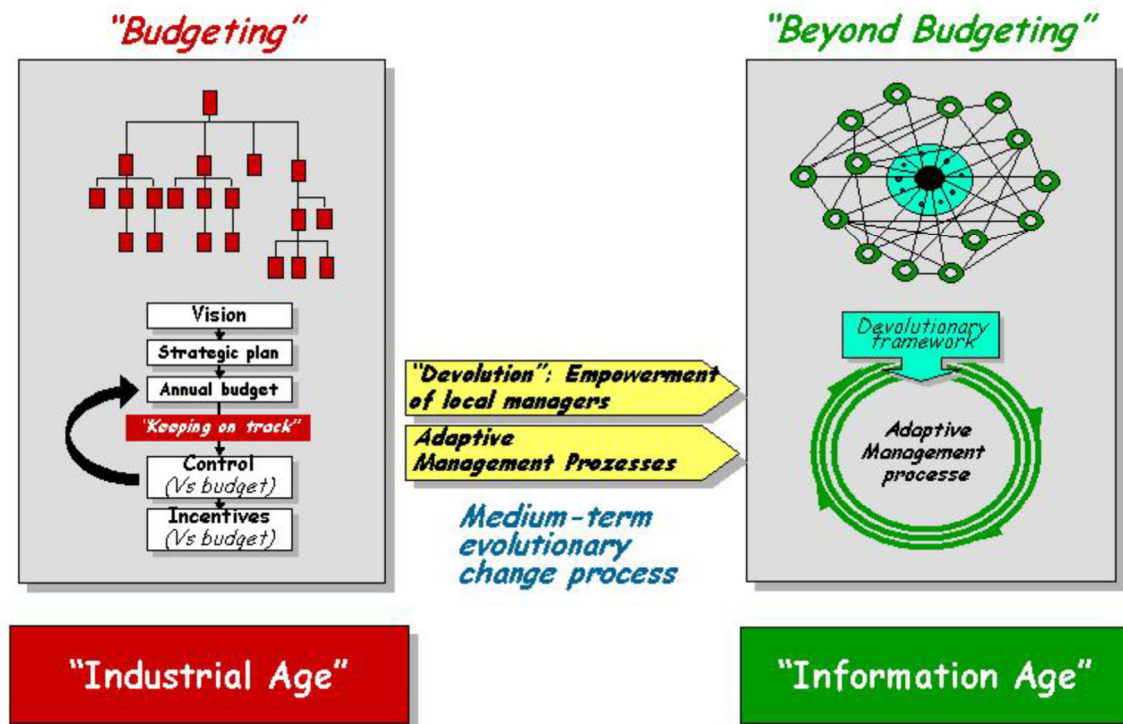 "Budgeting"
"Beyond Budgeting"
Vision
Strategic plan
Annual budget
"Keeping on track"
Control
(Vs budget)
Incentives
(Vs budget)
"Devolution": Empowerment
of local managers
Adaptive
Management Prozesses
Medium-term
evolutionary
change process
Devolutionary
framework
Adaptive
Management
processe
"Industrial Age"
"Information Age"